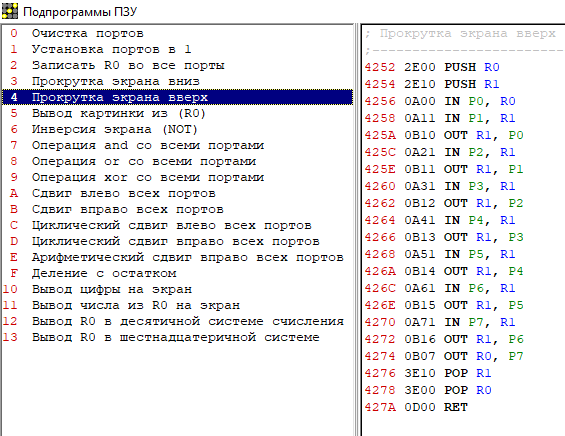 Подпрограммы ПЗУ
0 Очистка портов
1 Установка портов в 1
2 Записать R0 во все порты
3 Прокрутка экрана вниз
4 Прокрутка экрана вверх
5 Вывод картинки из (R0)
6 Инверсия экрана (NOT)
7 Операция and со всеми портами
8 Операция or со всеми портами
9 Операция xor со всеми портами
A Сдвиг влево всех портов
B Сдвиг вправо всех портов
C Циклический сдвиг влево всех портов
D Циклический сдвиг вправо всех портов
E Арифметический сдвиг вправо всех портов
F Деление с остатком
10 Вывод цифры на экран
11 Вывод числа из R0 на экран
12 Вывод R0 в десятичной системе счисления
13 Вывод R0 в шестнадцатеричной системе
; Прокрутка экрана вверх
;------------------------
4252 2E00 PUSH R0
4254 2E10 PUSH R1
4256 0A00 IN P0, R0
4258 0A11 IN P1, R1
425A 0B10 OUT R1, P0
425C 0A21 IN P2, R1
425E 0B11 OUT R1, P1
4260 0A31 IN P3, R1
4262 0B12 OUT R1, P2
4264 0A41 IN P4, R1
4266 0B13 OUT R1, P3
4268 0A51 IN P5, R1
426A 0B14 OUT R1, P4
426C 0A61 IN P6, R1
426E 0B15 OUT R1, P5
4270 0A71 IN P7, R1
4272 0B16 OUT R1, P6
4274 0B07 OUT R0, P7
4276 3E10 POP R1
4278 3E00 POP R0
427A 0D00 RET